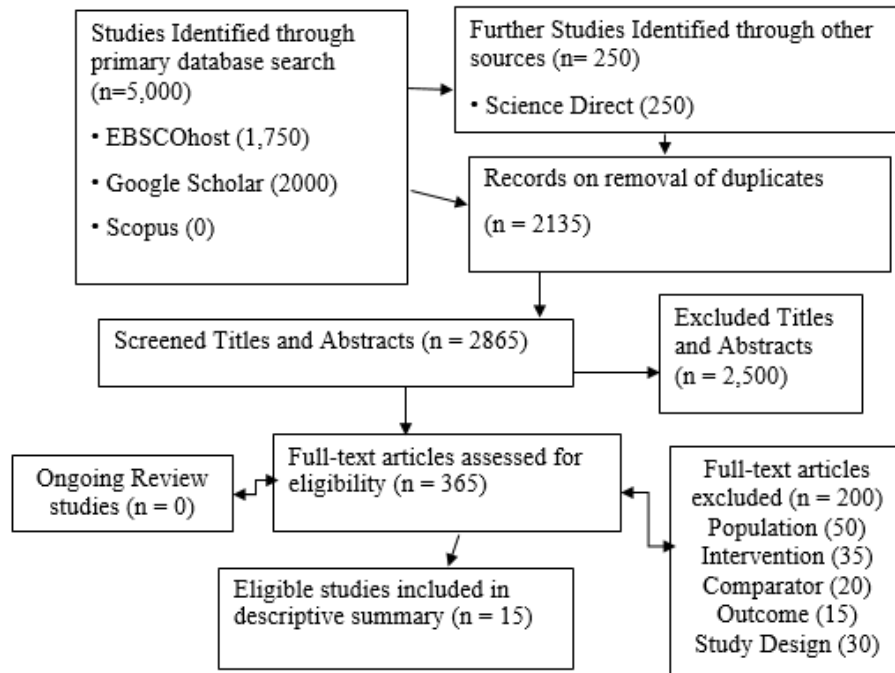 Studies Identified through
primary database search
(n=5,000)
• EBSCOhost (1,750)
• Google Scholar (2000)
• Scopus (0)
Further Studies Identified through other
sources (n= 250)
• Science Direct (250)
Records on removal of duplicates
(n = 2135)
Screened Titles and Abstracts (n = 2865)
Excluded Titles
and Abstracts
(n = 2,500)
Full-text articles assessed for
eligibility (n = 365)
Ongoing Review
studies (n = 0)
Full-text articles
excluded (n = 200)
Population (50)
Intervention (35)
Comparator (20)
Outcome (15)
Study Design (30)
Eligible studies included in
descriptive summary (n = 15)